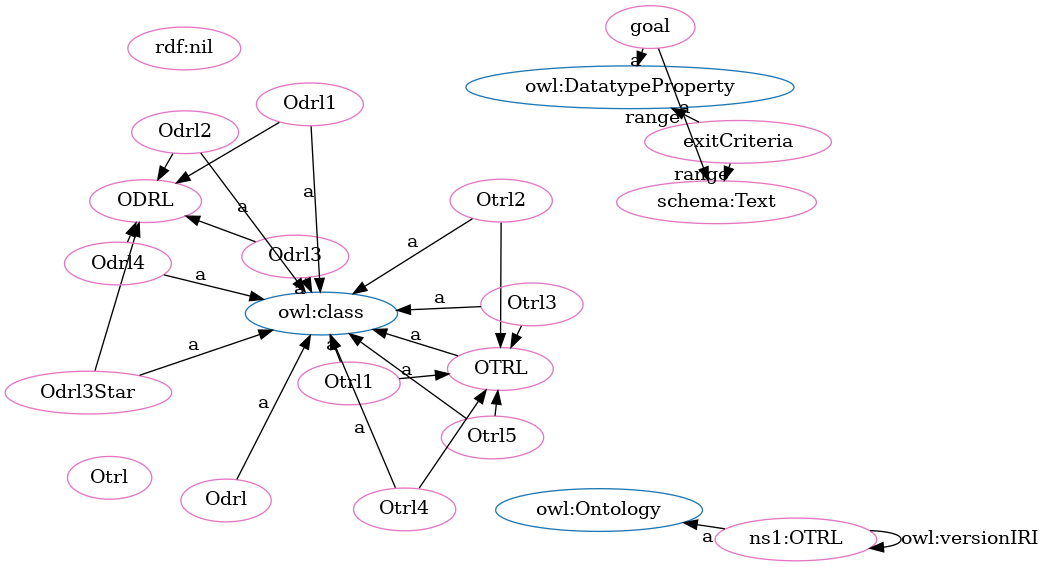 goal
rdf:nil
a
owl:DatatypeProperty
Odrl1
a
range
Odrl2
exitCriteria
range
a
ODRL
Otrl2
schema:Text
a
a
Odrl3
Odrl4
a
a
a
Otrl3
owl:class
a
a
a
OTRL
a
Otrl1
Odrl3Star
a
a
Otrl5
Otrl
Odrl
Otrl4
owl:Ontology
a
ns1:OTRL
owl:versionIRI